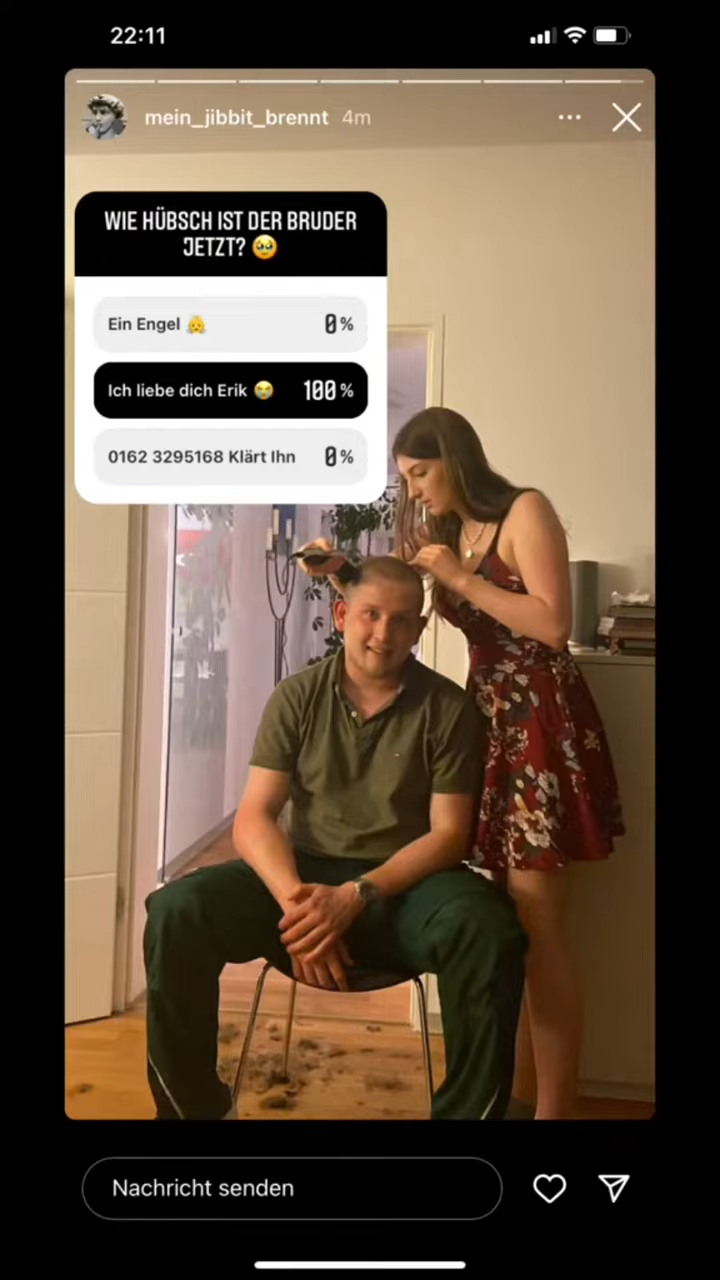 22:11
mein_jibbit_brennt 4m
WIE HÜBSCH IST DER BRUDER
JETZT? 🥹
Ein Engel 👼 0%
Ich liebe dich Erik 😭 100%
0162 3295168 Klärt Ihn 0%
Nachricht senden